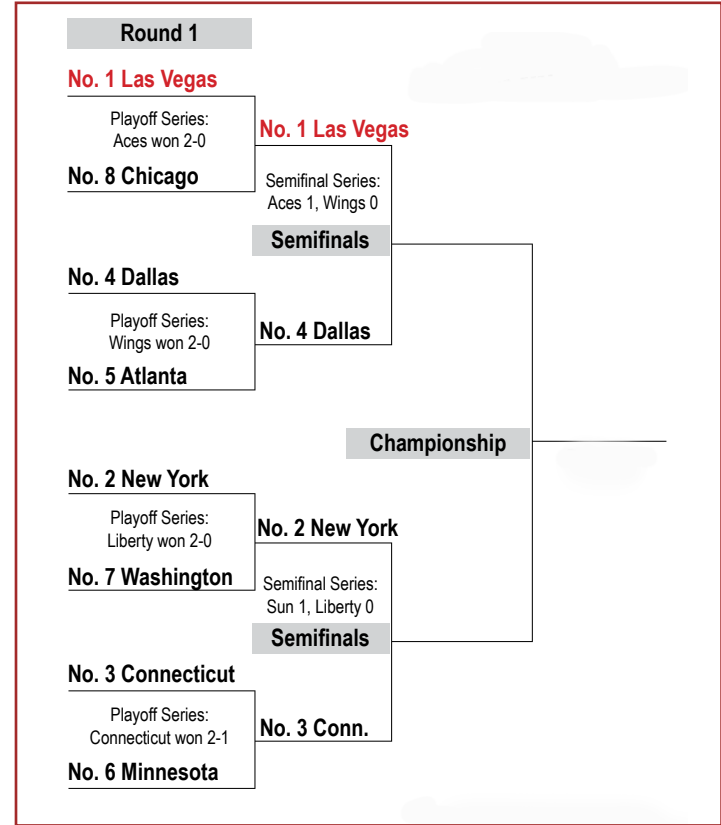 Round 1
No. 1 Las Vegas
Playoff Series:
Aces won 2-0
No. 8 Chicago
No. 1 Las Vegas
Semifinal Series:
Aces 1, Wings 0
Semifinals
No. 4 Dallas
Playoff Series:
Wings won 2-0
No. 5 Atlanta
No. 4 Dallas
Championship
No. 2 New York
Playoff Series:
Liberty won 2-0
No. 7 Washington
No. 2 New York
Semifinal Series:
Sun 1, Liberty 0
Semifinals
No. 3 Connecticut
Playoff Series:
Connecticut won 2-1
No. 6 Minnesota
No. 3 Conn.